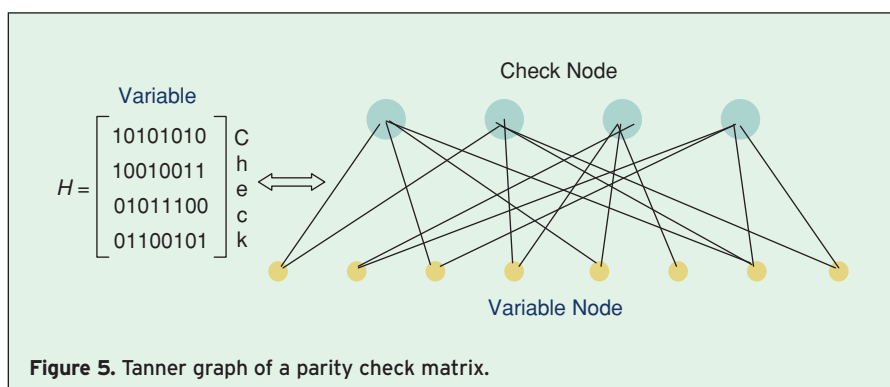 Check Node
Variable
H =
10101010
10010011
01011100
01100101
C
h
e
c
k
Variable Node
Figure 5. Tanner graph of a parity check matrix.